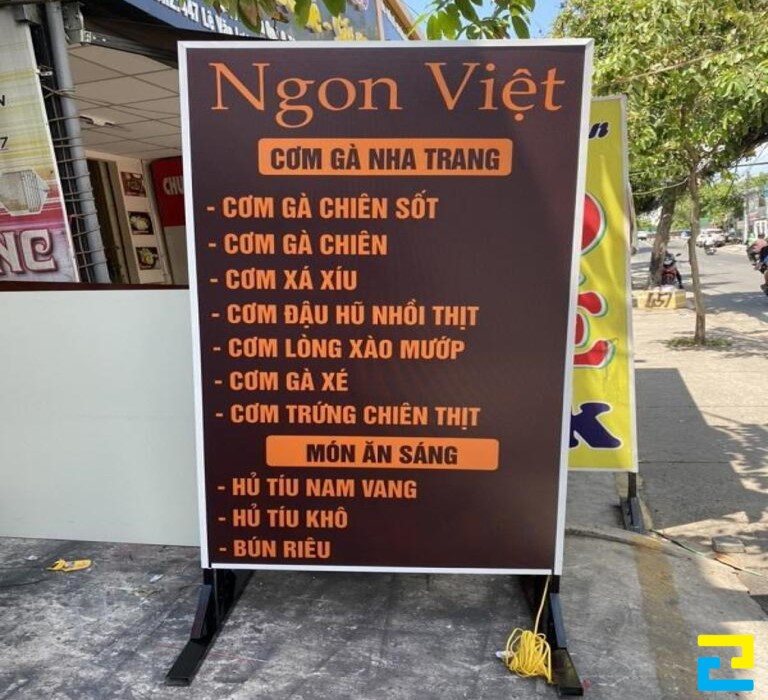 Ngon Việt
CƠM GÀ NHA TRANG
- CƠM GÀ CHIÊN SỐT
- CƠM GÀ CHIÊN
- CƠM XÁ XÍU
- CƠM ĐẬU HŨ NHỒI THỊT
- CƠM LÒNG XÀO MƯỚP
- CƠM GÀ XÉ
- CƠM TRỨNG CHIÊN THỊT
MÓN ĂN SÁNG
- HỦ TÍU NAM VANG
- HỦ TÍU KHÔ
- BÚN RIÊU